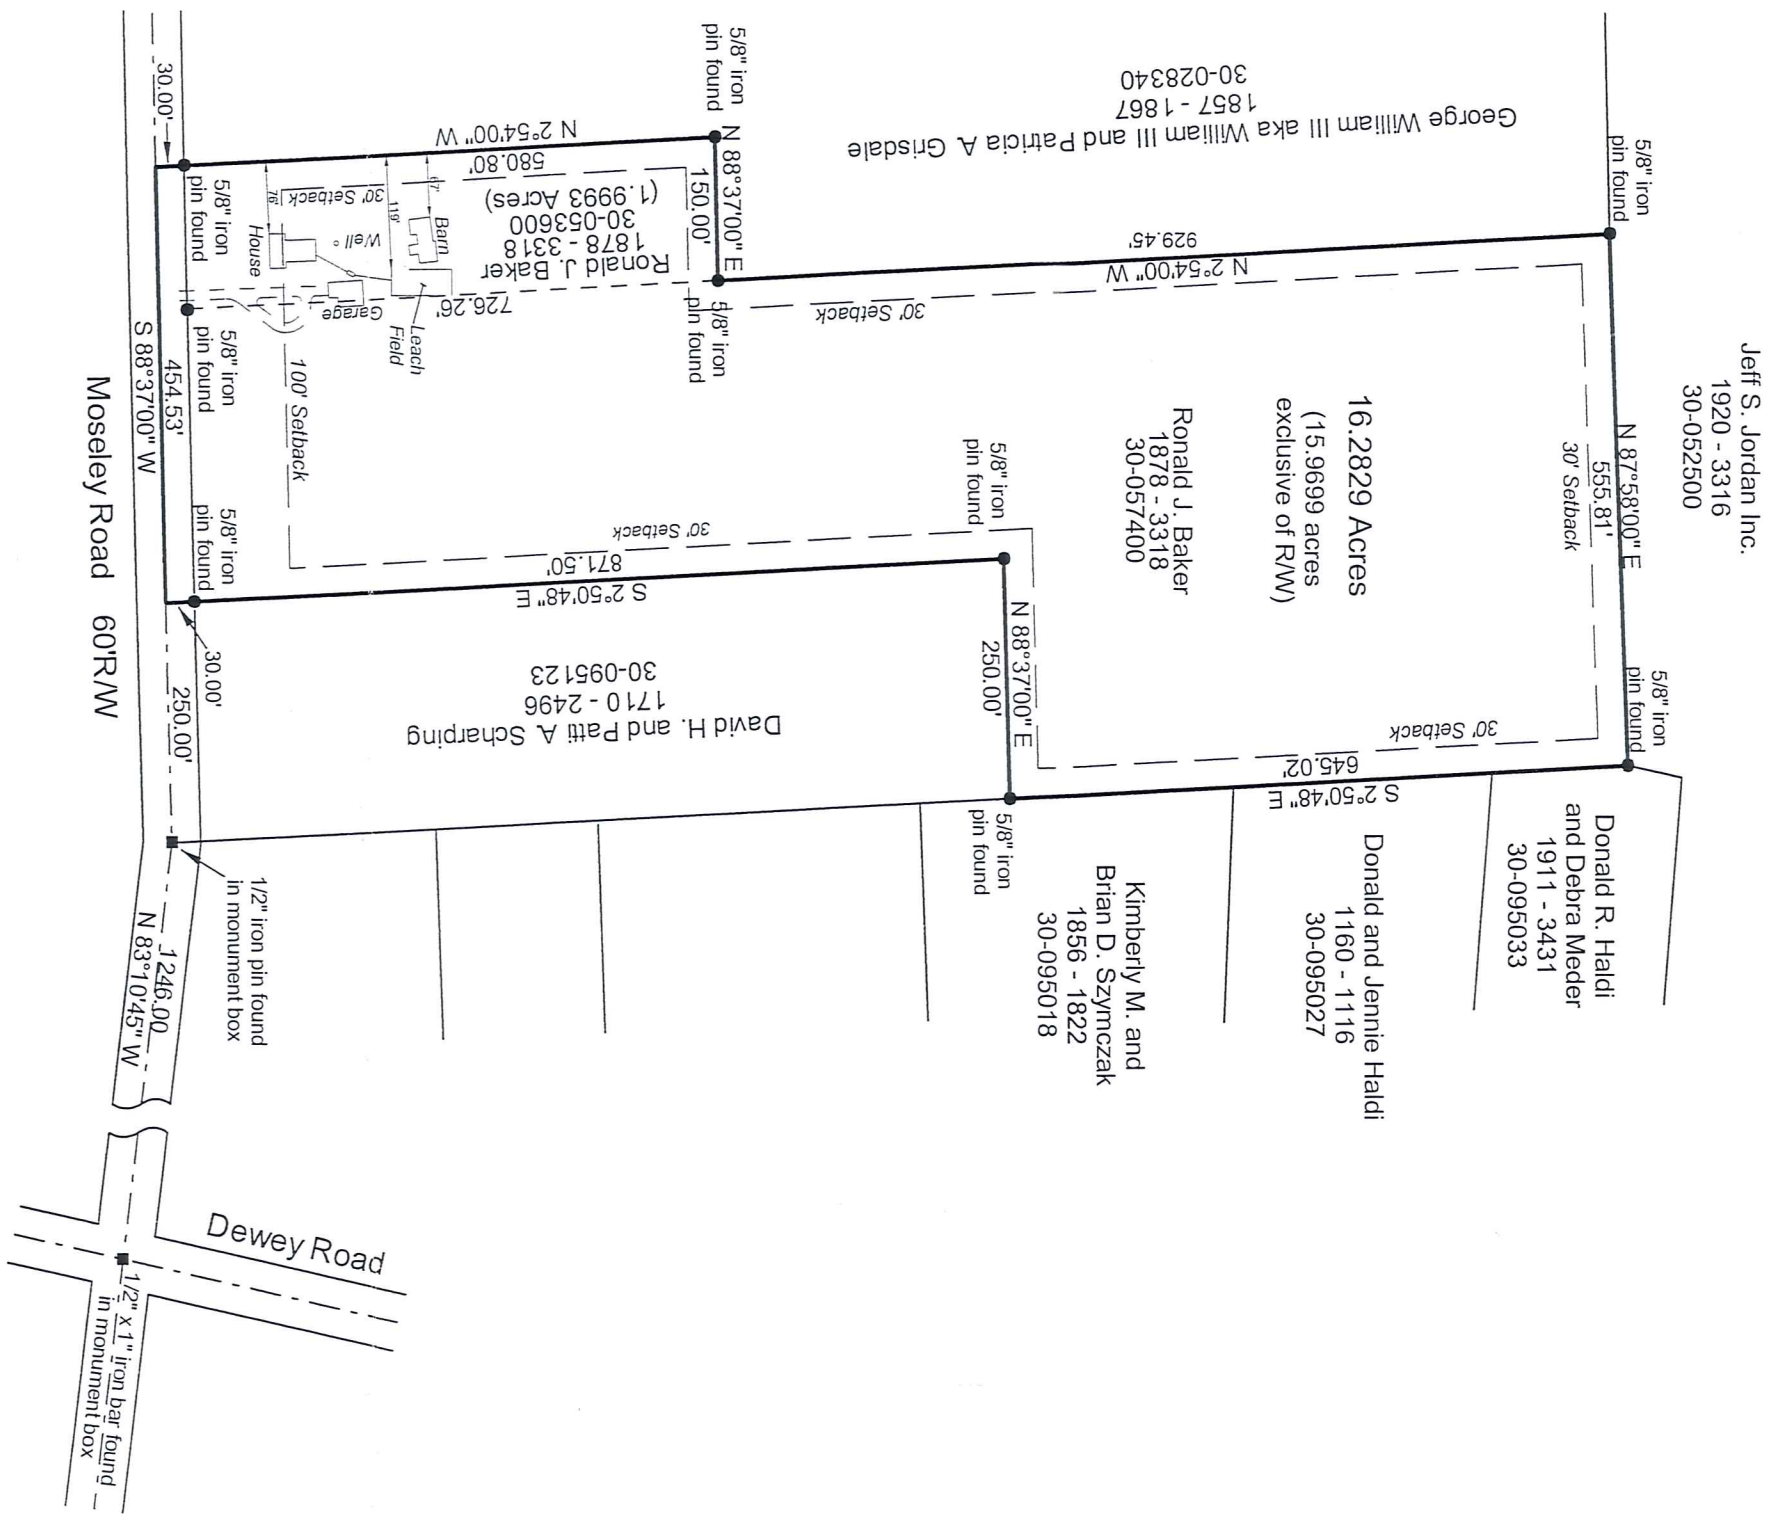 Jeff S. Jordan Inc.
1920 - 3316
30-052500
5/8" iron
pin found
N 87°58'00" E
555.81'
30' Setback
5/8" iron
pin found
George William III aka William III and Patricia A. Grisdale
1857 - 1867
30-028340
929.45'
N 2°54'00" W
30' Setback
16.2829 Acres
(15.9699 acres
exclusive of R/W)
Ronald J. Baker
1878 - 3318
30-057400
30' Setback
645.02'
S 2°50'48" E
Donald R. Haldi
and Debra Meder
1911 - 3431
30-095033
Donald and Jennie Haldi
1160 - 1116
30-095027
Kimberly M. and
Brian D. Szymczak
1856 - 1822
30-095018
5/8" iron
pin found
N 88°37'00" E
150.00'
5/8" iron
pin found
5/8" iron
pin found
N 88°37'00" E
250.00'
5/8" iron
pin found
N 2°54'00" W
580.80'
Ronald J. Baker
1878 - 3318
30-053600
(1.9993 Acres)
726.26'
30' Setback
67'
119'
76'
Barn
Well
House
Garage
Leach
Field
100' Setback
30' Setback
871.50'
S 2°50'48" E
David H. and Patti A. Scharping
1710 - 2496
30-095123
30.00'
5/8" iron
pin found
5/8" iron
pin found
5/8" iron
pin found
30.00'
454.53'
S 88°37'00" W
250.00'
Moseley Road 60'R/W
1/2" iron pin found
in monument box
1246.00
N 83°10'45" W
Dewey Road
1/2" x 1" iron bar found
in monument box